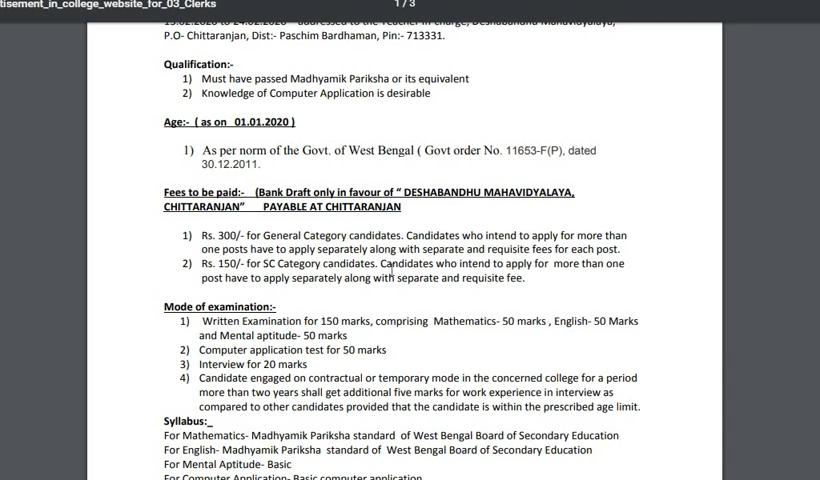 tisement_in_college_website_for_03_Clerks
1 / 3
P.O- Chittaranjan, Dist:- Paschim Bardhaman, Pin:- 713331.
Qualification:-
1) Must have passed Madhyamik Pariksha or its equivalent
2) Knowledge of Computer Application is desirable
Age:- ( as on 01.01.2020 )
1) As per norm of the Govt. of West Bengal ( Govt order No. 11653-F(P), dated
30.12.2011.
Fees to be paid:- (Bank Draft only in favour of “ DESHABANDHU MAHAVIDYALAYA,
CHITTARANJAN” PAYABLE AT CHITTARANJAN
1) Rs. 300/- for General Category candidates. Candidates who intend to apply for more than
one posts have to apply separately along with separate and requisite fees for each post.
2) Rs. 150/- for SC Category candidates. Candidates who intend to apply for more than one
post have to apply separately along with separate and requisite fee.
Mode of examination:-
1) Written Examination for 150 marks, comprising Mathematics- 50 marks , English- 50 Marks
and Mental aptitude- 50 marks
2) Computer application test for 50 marks
3) Interview for 20 marks
4) Candidate engaged on contractual or temporary mode in the concerned college for a period
more than two years shall get additional five marks for work experience in interview as
compared to other candidates provided that the candidate is within the prescribed age limit.
Syllabus:_
For Mathematics- Madhyamik Pariksha standard of West Bengal Board of Secondary Education
For English- Madhyamik Pariksha standard of West Bengal Board of Secondary Education
For Mental Aptitude- Basic
For Computer Application- Basic computer application